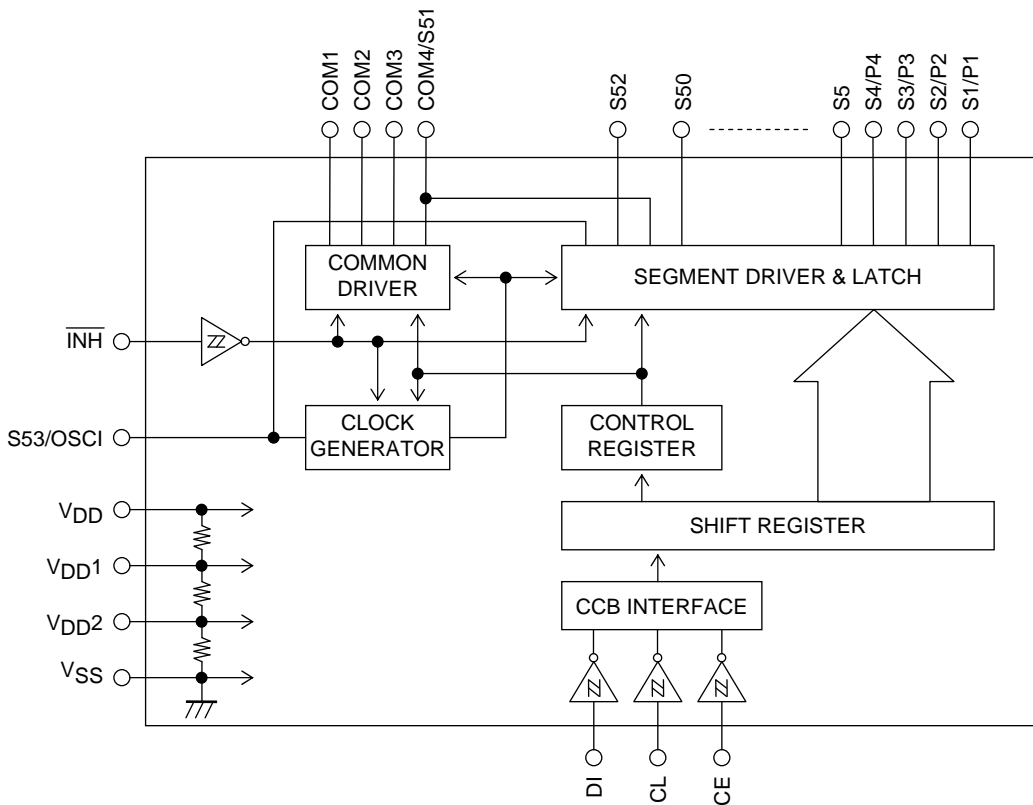 COM1
COM2
COM3
COM4/S51
S52
S50
S5
S4/P4
S3/P3
S2/P2
S1/P1
COMMON
DRIVER
SEGMENT DRIVER & LATCH
INH
S53/OSCI
CLOCK
GENERATOR
CONTROL
REGISTER
VDD
SHIFT REGISTER
VDD1
CCB INTERFACE
VDD2
VSS
DI
CL
CE